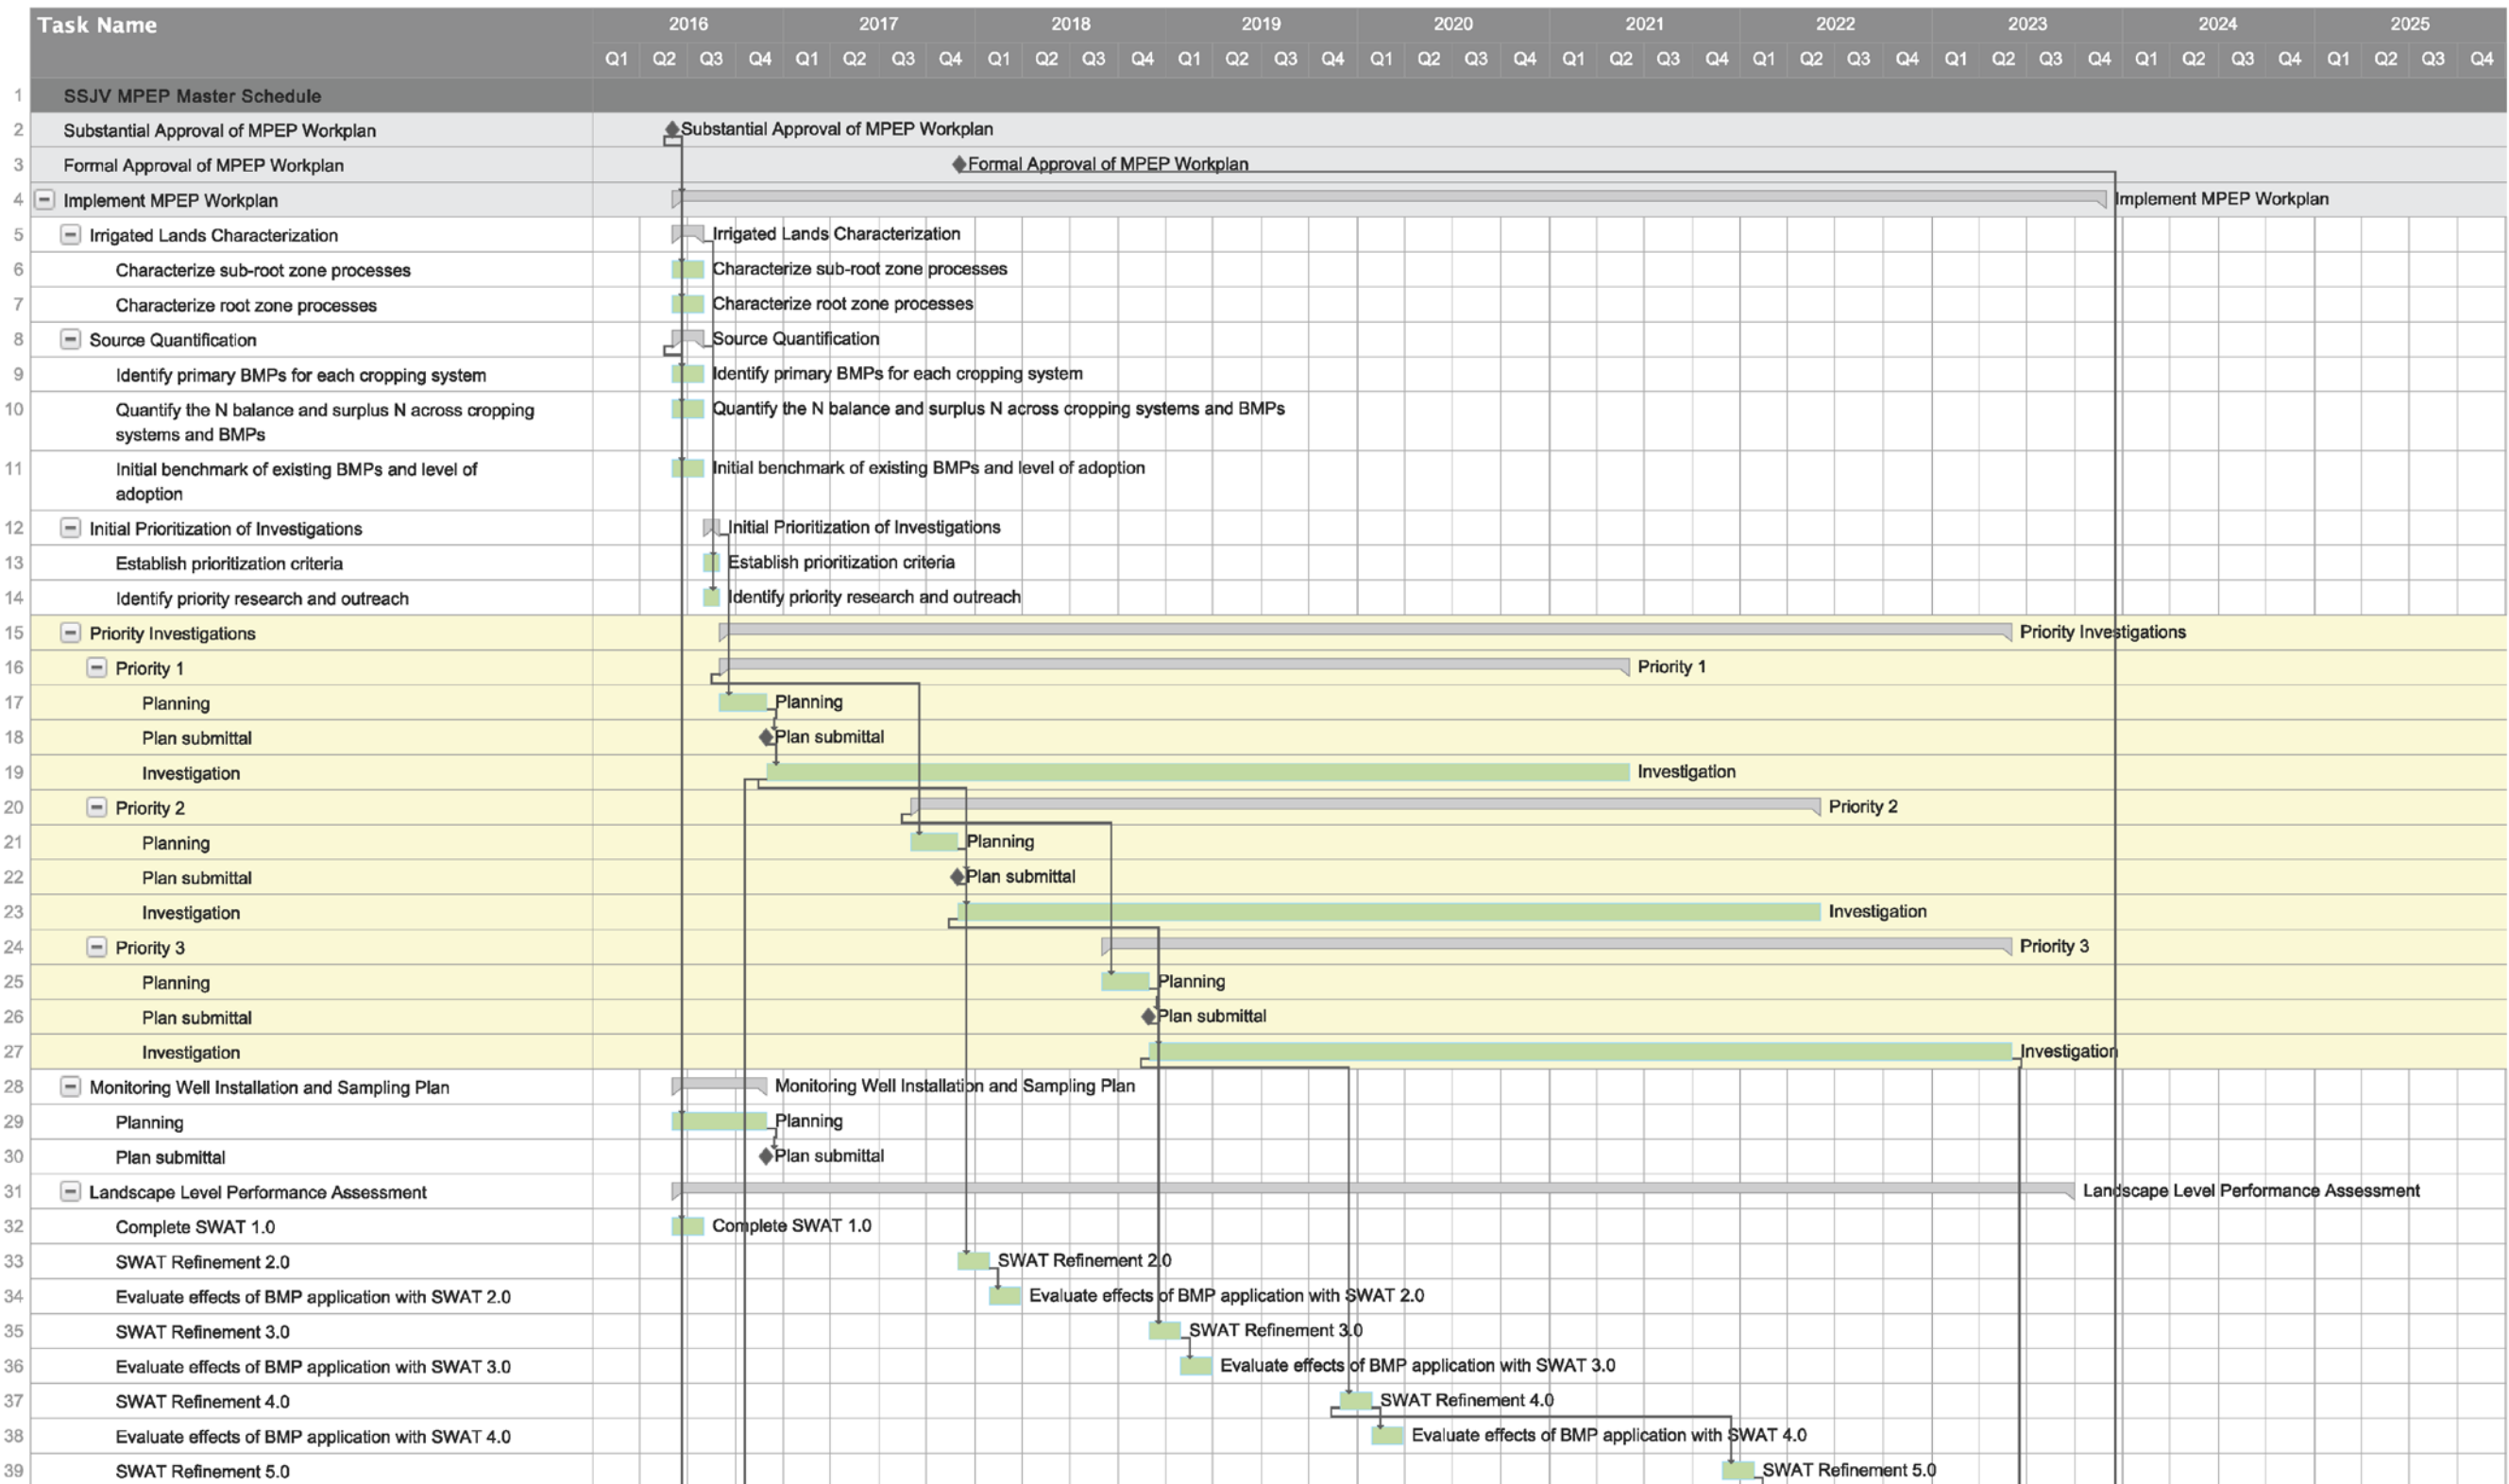 Task Name
2016 2017 2018 2019 2020 2021 2022 2023 2024 2025
Q1 Q2 Q3 Q4 Q1 Q2 Q3 Q4 Q1 Q2 Q3 Q4 Q1 Q2 Q3 Q4 Q1 Q2 Q3 Q4 Q1 Q2 Q3 Q4 Q1 Q2 Q3 Q4 Q1 Q2 Q3 Q4 Q1 Q2 Q3 Q4 Q1 Q2 Q3 Q4
1 SSJV MPEP Master Schedule
2 Substantial Approval of MPEP Workplan Substantial Approval of MPEP Workplan
3 Formal Approval of MPEP Workplan Formal Approval of MPEP Workplan
4 Implement MPEP Workplan Implement MPEP Workplan
5 Irrigated Lands Characterization Irrigated Lands Characterization
6 Characterize sub-root zone processes Characterize sub-root zone processes
7 Characterize root zone processes Characterize root zone processes
8 Source Quantification Source Quantification
9 Identify primary BMPs for each cropping system Identify primary BMPs for each cropping system
10 Quantify the N balance and surplus N across cropping Quantify the N balance and surplus N across cropping systems and BMPs
systems and BMPs
11 Initial benchmark of existing BMPs and level of Initial benchmark of existing BMPs and level of adoption
adoption
12 Initial Prioritization of Investigations Initial Prioritization of Investigations
13 Establish prioritization criteria Establish prioritization criteria
14 Identify priority research and outreach Identify priority research and outreach
15 Priority Investigations Priority Investigations
16 Priority 1 Priority 1
17 Planning Planning
18 Plan submittal Plan submittal
19 Investigation Investigation
20 Priority 2 Priority 2
21 Planning Planning
22 Plan submittal Plan submittal
23 Investigation Investigation
24 Priority 3 Priority 3
25 Planning Planning
26 Plan submittal Plan submittal
27 Investigation Investigation
28 Monitoring Well Installation and Sampling Plan Monitoring Well Installation and Sampling Plan
29 Planning Planning
30 Plan submittal Plan submittal
31 Landscape Level Performance Assessment Landscape Level Performance Assessment
32 Complete SWAT 1.0 Complete SWAT 1.0
33 SWAT Refinement 2.0 SWAT Refinement 2.0
34 Evaluate effects of BMP application with SWAT 2.0 Evaluate effects of BMP application with SWAT 2.0
35 SWAT Refinement 3.0 SWAT Refinement 3.0
36 Evaluate effects of BMP application with SWAT 3.0 Evaluate effects of BMP application with SWAT 3.0
37 SWAT Refinement 4.0 SWAT Refinement 4.0
38 Evaluate effects of BMP application with SWAT 4.0 Evaluate effects of BMP application with SWAT 4.0
39 SWAT Refinement 5.0 SWAT Refinement 5.0